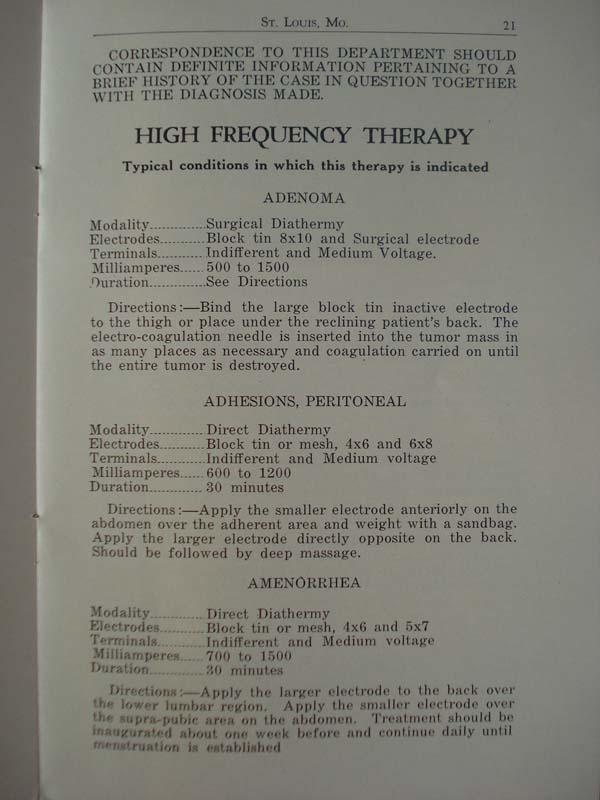 St. Louis, Mo. 21
CORRESPONDENCE TO THIS DEPARTMENT SHOULD
CONTAIN DEFINITE INFORMATION PERTAINING TO A
BRIEF HISTORY OF THE CASE IN QUESTION TOGETHER
WITH THE DIAGNOSIS MADE.
HIGH FREQUENCY THERAPY
Typical conditions in which this therapy is indicated
ADENOMA
Modality.............Surgical Diathermy
Electrodes...........Block tin 8x10 and Surgical electrode
Terminals...........Indifferent and Medium Voltage.
Milliamperes......500 to 1500
Duration..............See Directions
Directions:—Bind the large block tin inactive electrode
to the thigh or place under the reclining patient's back. The
electro-coagulation needle is inserted into the tumor mass in
as many places as necessary and coagulation carried on until
the entire tumor is destroyed.
ADHESIONS, PERITONEAL
Modality.............Direct Diathermy
Electrodes...........Block tin or mesh, 4x6 and 6x8
Terminals............Indifferent and Medium voltage
Milliamperes......600 to 1200
Duration.............30 minutes
Directions:—Apply the smaller electrode anteriorly on the
abdomen over the adherent area and weight with a sandbag.
Apply the larger electrode directly opposite on the back.
Should be followed by deep massage.
AMENORRHEA
Modality.............Direct Diathermy
Electrodes...........Block tin or mesh, 4x6 and 5x7
Terminals............Indifferent and Medium voltage
Milliamperes......700 to 1500
Duration.............30 minutes
Directions:—Apply the larger electrode to the back over
the lower lumbar region. Apply the smaller electrode over
the supra-pubic area on the abdomen. Treatment should be
inaugurated about one week before and continue daily until
menstruation is established